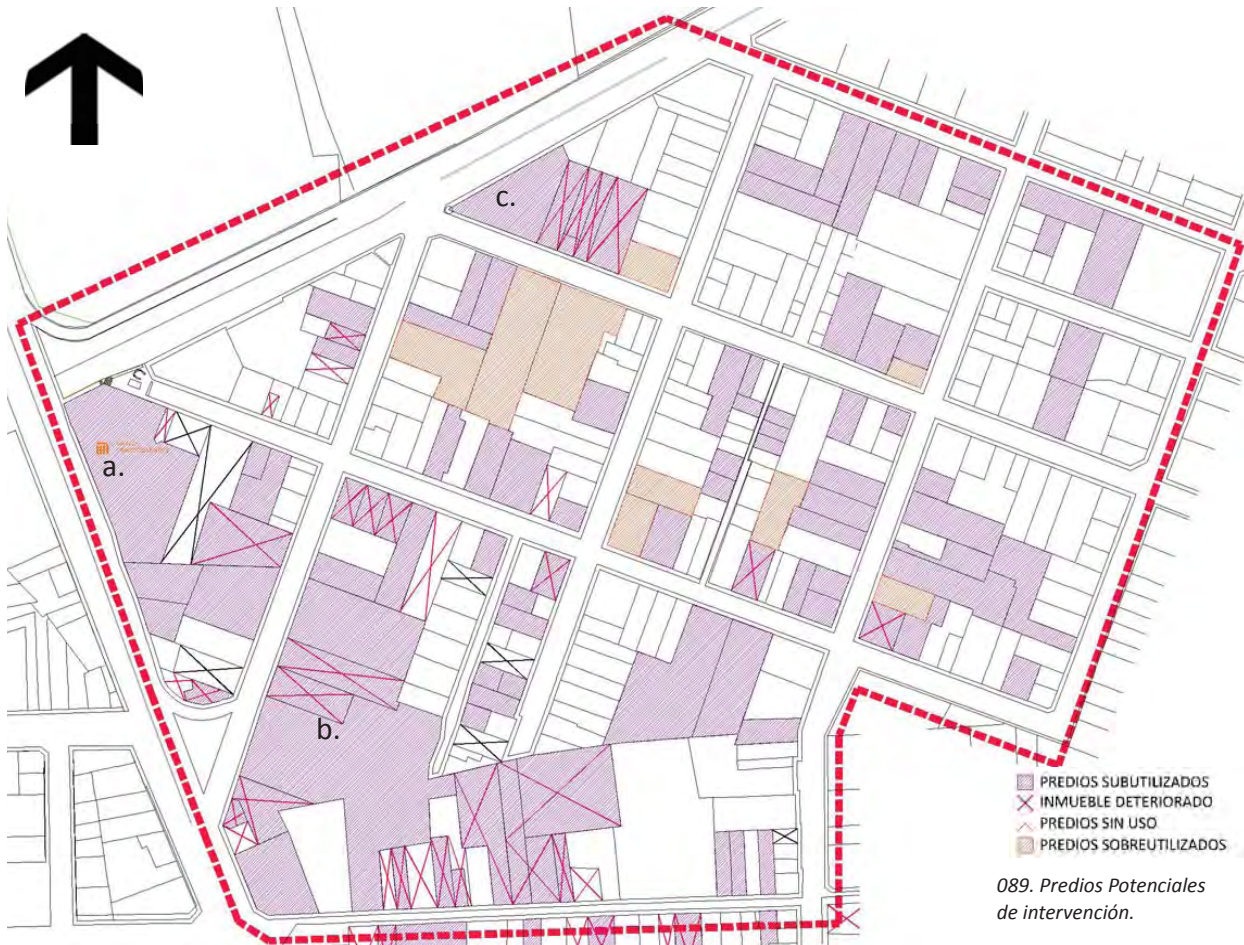 c.
a.
b.
PREDIOS SUBUTILIZADOS
INMUEBLE DETERIORADO
PREDIOS SIN USO
PREDIOS SOBREUTILIZADOS
089. Predios Potenciales
de intervención.